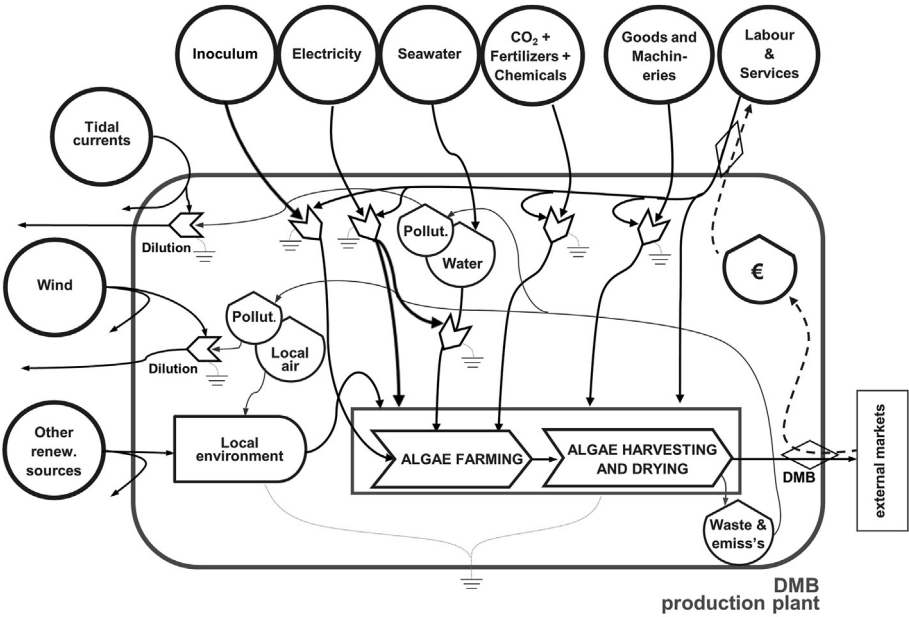 Inoculum
Electricity
Seawater
CO₂ +
Fertilizers +
Chemicals
Goods and
Machin-
eries
Labour
&
Services
Tidal
currents
Dilution
Pollut.
Water
€
Wind
Pollut.
Local
air
Dilution
Other
renew.
sources
Local
environment
ALGAE FARMING
ALGAE HARVESTING
AND DRYING
DMB
external markets
Waste &
emiss's
DMB
production plant